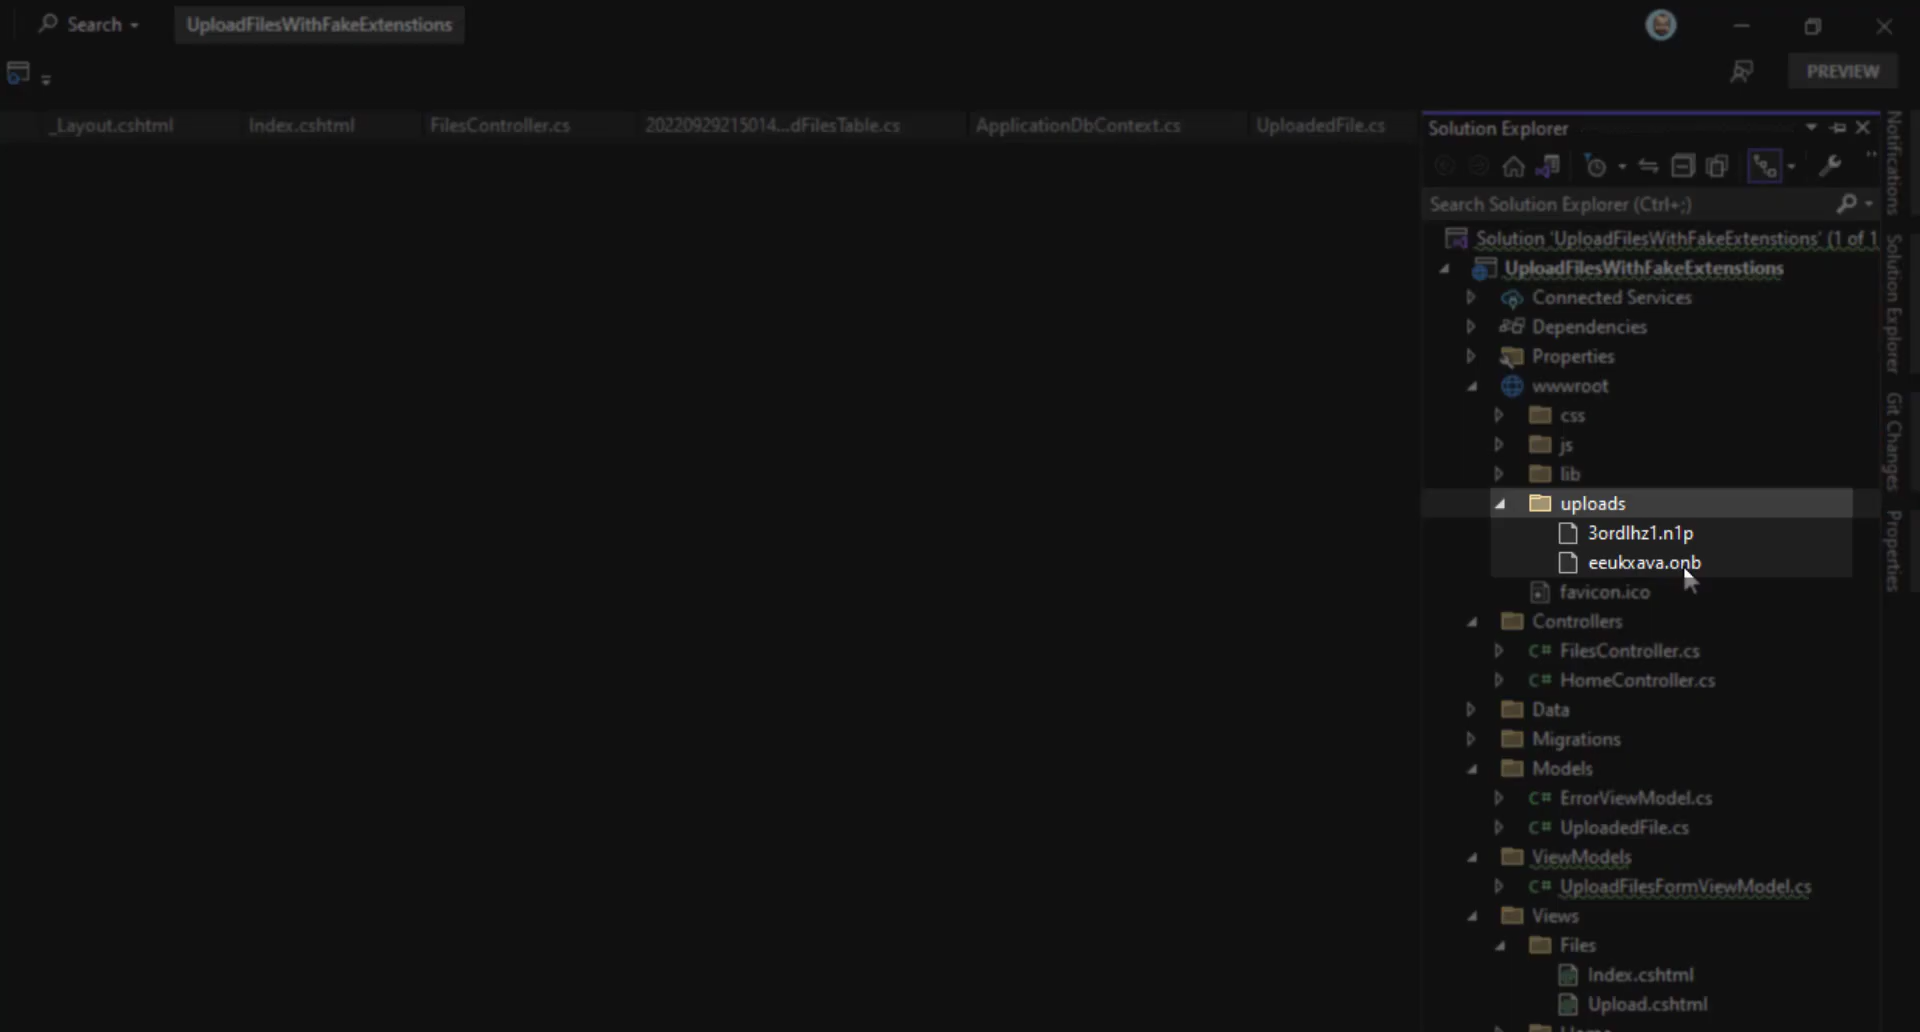 Search
UploadFilesWithFakeExtenstions
PREVIEW
_Layout.cshtml
Index.cshtml
FilesController.cs
20220929215014...dFilesTable.cs
ApplicationDbContext.cs
UploadedFile.cs
Solution Explorer
Search Solution Explorer (Ctrl+;)
Solution 'UploadFilesWithFakeExtenstions' (1 of 1
UploadFilesWithFakeExtenstions
Connected Services
Dependencies
Properties
wwwroot
css
js
lib
uploads
3ordlhz1.n1p
eeukxava.onb
favicon.ico
Controllers
C# FilesController.cs
C# HomeController.cs
Data
Migrations
Models
C# ErrorViewModel.cs
C# UploadedFile.cs
ViewModels
C# UploadFilesFormViewModel.cs
Views
Files
Index.cshtml
Upload.cshtml
Notifications
Solution Explorer
Git Changes
Properties